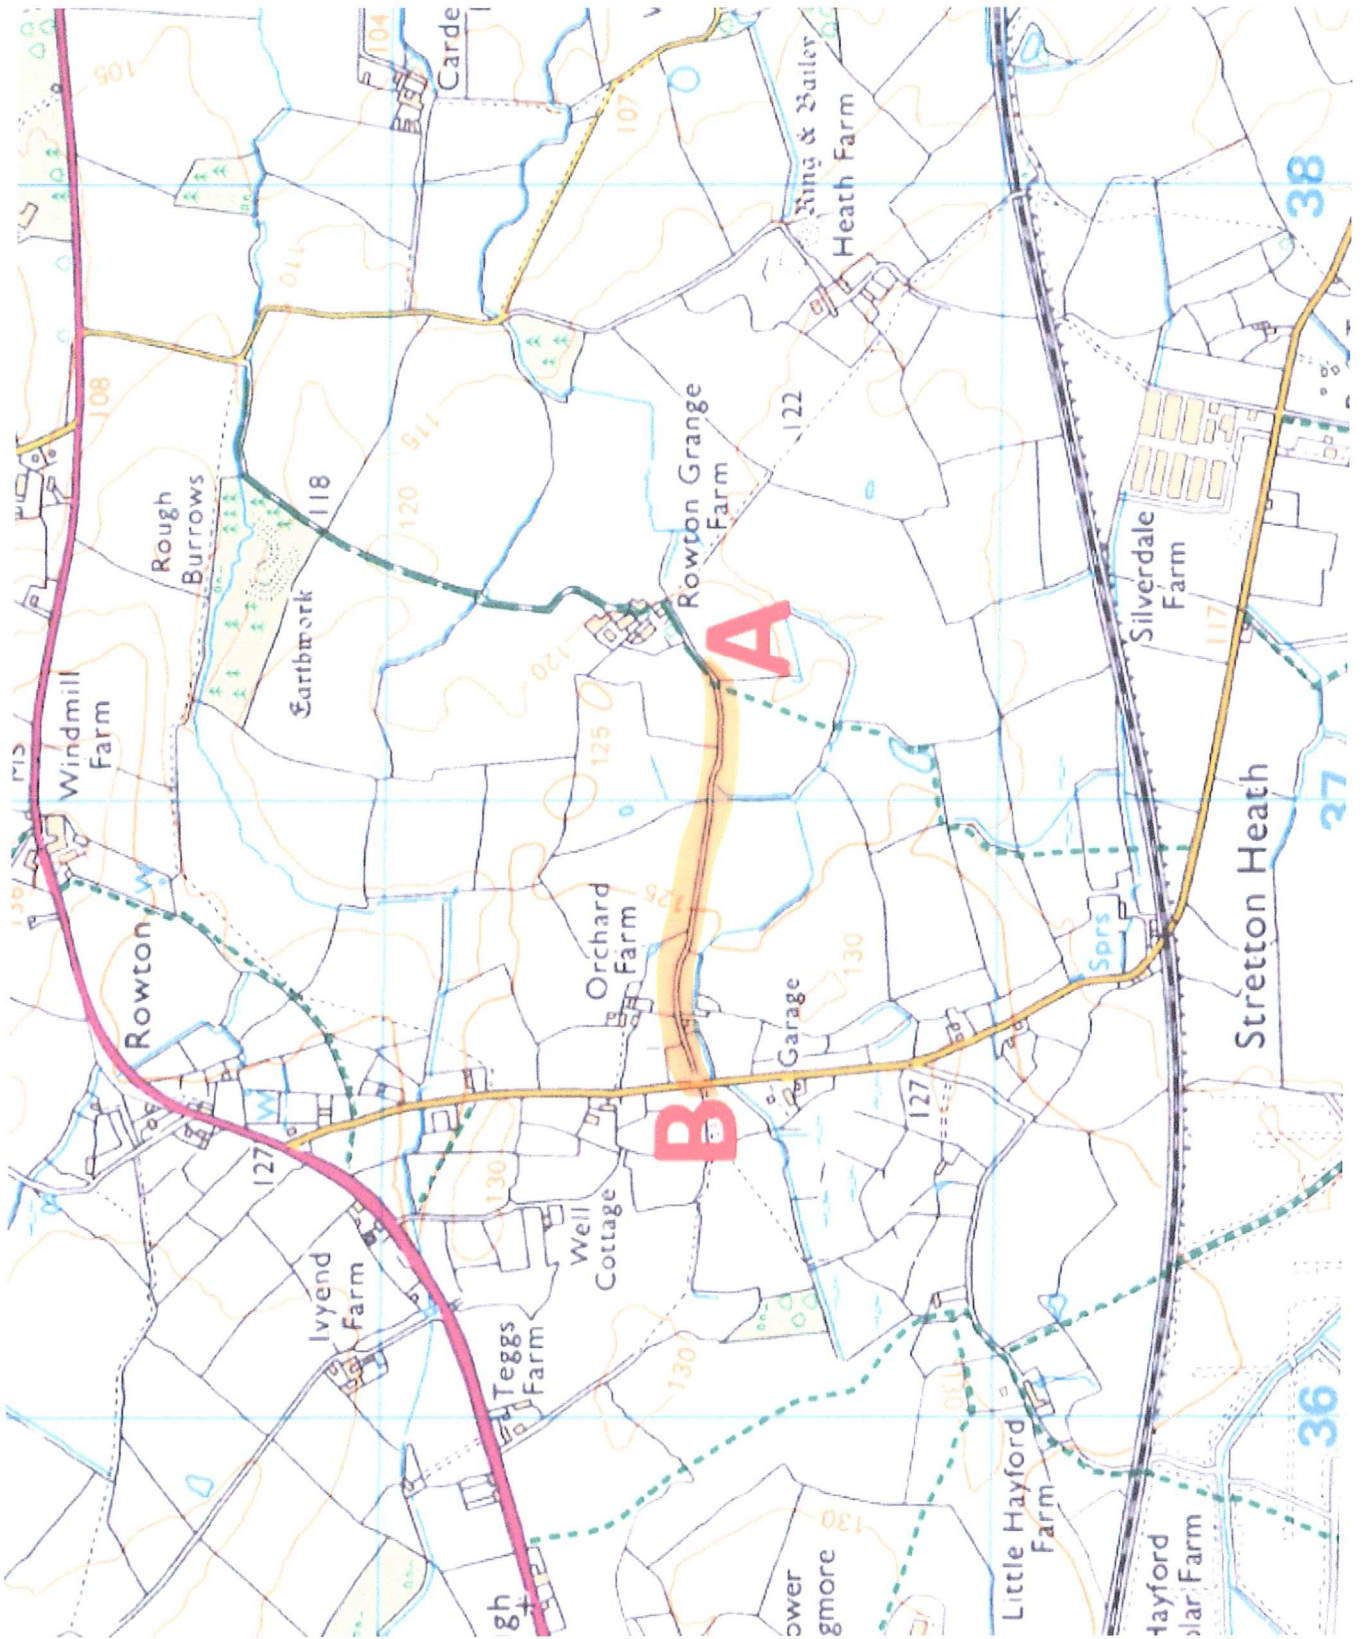 104
Carde
105
107
Ring & Bailey
Heath Farm
38
110
108
115
122
Rowton Grange
Farm
118
120
Rough
Burrows
Earthwork
Silverdale
Farm
117
A
120
125
MS
Windmill
Farm
130
W
37
Stretton Heath
Rowton
Orchard
Farm
125
130
Sprs
Garage
W
127
B
127
130
Well
Cottage
Ivyend
Farm
Teggs
Farm
130
130
36
Little Hayford
Farm
130
ower
gmore
Hayford
plar Farm
gh